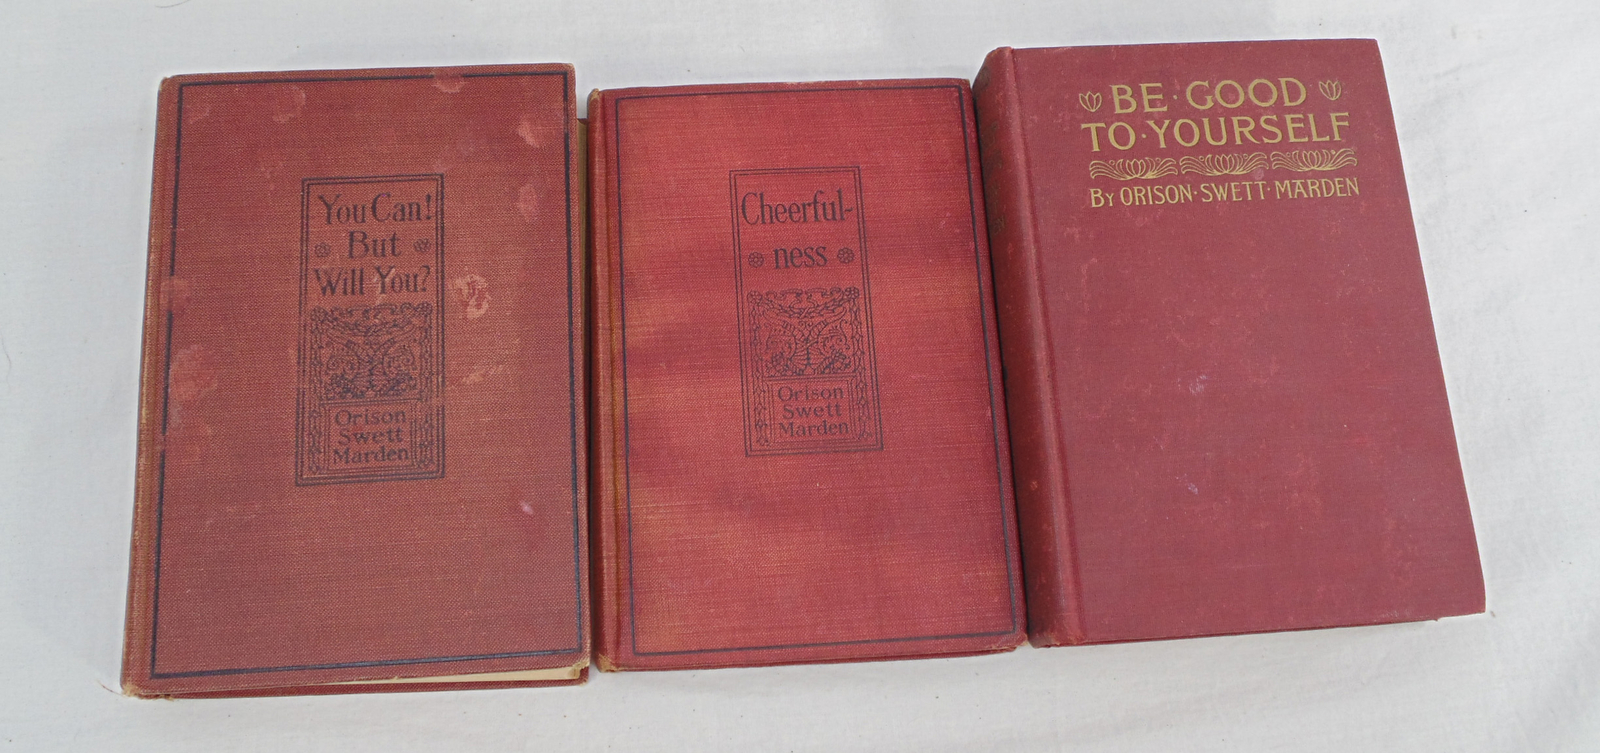 You Can!
But
Will You?
Orison
Swett
Marden
Cheerful-
ness
Orison
Swett
Marden
BE·GOOD
TO·YOURSELF
BY ORISON·SWETT·MARDEN